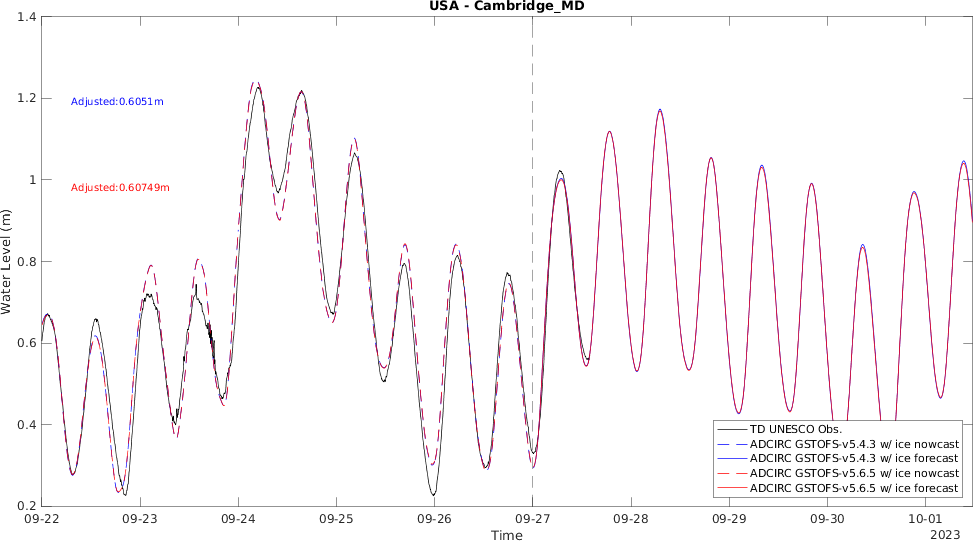 USA - Cambridge_MD
1.4
1.2
1
0.8
0.6
0.4
0.2
Water Level (m)
Adjusted:0.6051m
Adjusted:0.60749m
TD UNESCO Obs.
ADCIRC GSTOFS-v5.4.3 w/ ice nowcast
ADCIRC GSTOFS-v5.4.3 w/ ice forecast
ADCIRC GSTOFS-v5.6.5 w/ ice nowcast
ADCIRC GSTOFS-v5.6.5 w/ ice forecast
09-22 09-23 09-24 09-25 09-26 09-27 09-28 09-29 09-30 10-01
Time
2023